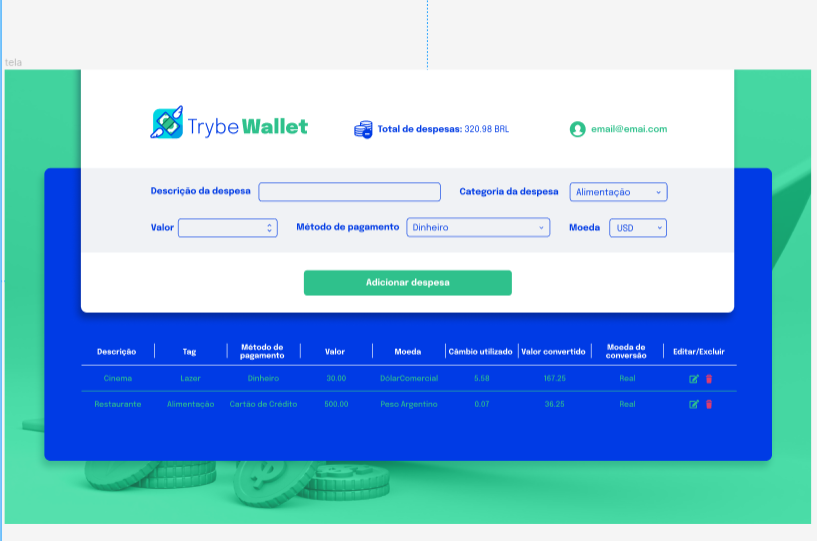 tela
TrybeWallet
Total de despesas: 320.98 BRL
email@emai.com
Descrição da despesa
Categoria da despesa
Alimentação
Valor
Método de pagamento
Dinheiro
Moeda
USD
Adicionar despesa
Descrição
Tag
Método de
pagamento
Valor
Moeda
Câmbio utilizado
Valor convertido
Moeda de
conversão
Editar/Excluir
Cinema
Lazer
Dinheiro
30.00
DólarComercial
5.58
167.25
Real
Restaurante
Alimentação
Cartão de Crédito
500.00
Peso Argentino
0.07
36.25
Real